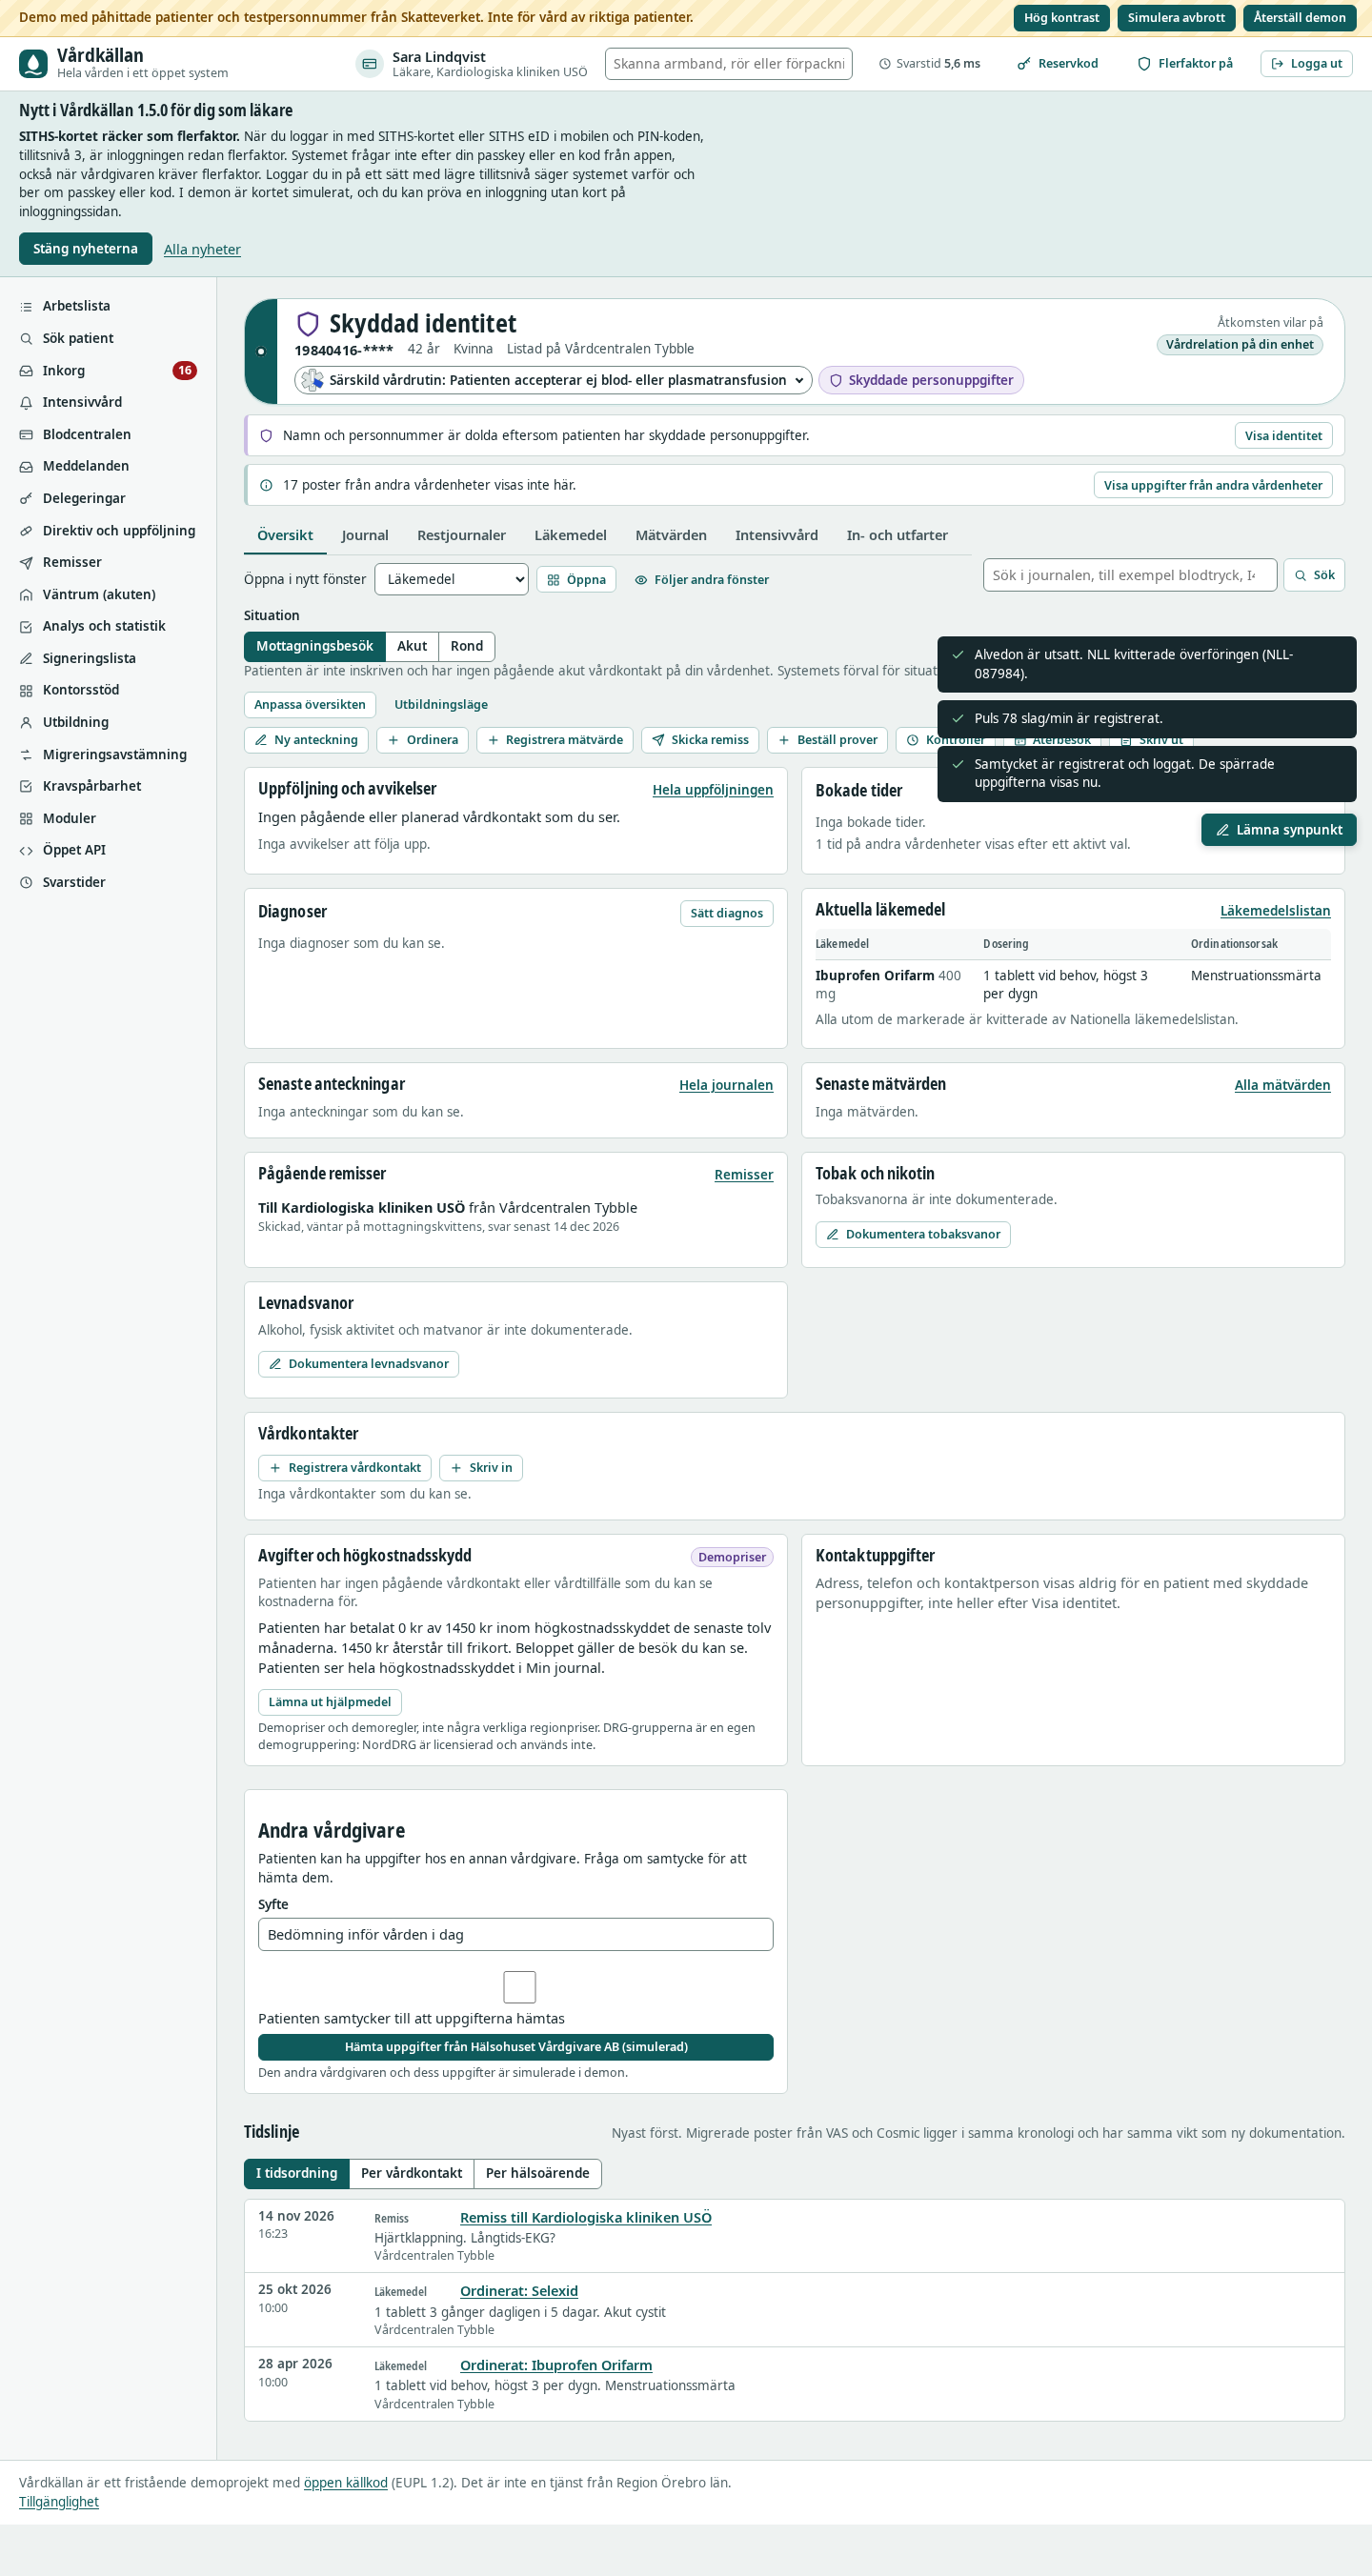 Demo med påhittade patienter och testpersonnummer från Skatteverket. Inte för vård av riktiga patienter.
Hög kontrast
Simulera avbrott
Återställ demon
Vårdkällan
Hela vården i ett öppet system
Sara Lindqvist
Läkare, Kardiologiska kliniken USÖ
Skanna armband, rör eller förpackni
Svarstid 5,6 ms
Reservkod
Flerfaktor på
Logga ut
Nytt i Vårdkällan 1.5.0 för dig som läkare
SITHS-kortet räcker som flerfaktor. När du loggar in med SITHS-kortet eller SITHS eID i mobilen och PIN-koden,
tillitsnivå 3, är inloggningen redan flerfaktor. Systemet frågar inte efter din passkey eller en kod från appen,
också när vårdgivaren kräver flerfaktor. Loggar du in på ett sätt med lägre tillitsnivå säger systemet varför och
ber om passkey eller kod. I demon är kortet simulerat, och du kan pröva en inloggning utan kort på
inloggningssidan.
Stäng nyheterna
Alla nyheter
Arbetslista
Sök patient
Inkorg
16
Intensivvård
Blodcentralen
Meddelanden
Delegeringar
Direktiv och uppföljning
Remisser
Väntrum (akuten)
Analys och statistik
Signeringslista
Kontorsstöd
Utbildning
Migreringsavstämning
Kravspårbarhet
Moduler
Öppet API
Svarstider
Skyddad identitet
19840416-**** 42 år Kvinna Listad på Vårdcentralen Tybble
Särskild vårdrutin: Patienten accepterar ej blod- eller plasmatransfusion
Skyddade personuppgifter
Åtkomsten vilar på
Vårdrelation på din enhet
Namn och personnummer är dolda eftersom patienten har skyddade personuppgifter.
Visa identitet
17 poster från andra vårdenheter visas inte här.
Visa uppgifter från andra vårdenheter
Översikt
Journal
Restjournaler
Läkemedel
Mätvärden
Intensivvård
In- och utfarter
Öppna i nytt fönster
Läkemedel
Öppna
Följer andra fönster
Sök i journalen, till exempel blodtryck, I4
Sök
Situation
Mottagningsbesök
Akut
Rond
Patienten är inte inskriven och har ingen pågående akut vårdkontakt på din vårdenhet. Systemets förval för situat
Anpassa översikten
Utbildningsläge
Ny anteckning
Ordinera
Registrera mätvärde
Skicka remiss
Beställ prover
Kontroller
Återbesök
Skriv ut
Alvedon är utsatt. NLL kvitterade överföringen (NLL-
087984).
Puls 78 slag/min är registrerat.
Samtycket är registrerat och loggat. De spärrade
uppgifterna visas nu.
Lämna synpunkt
Uppföljning och avvikelser
Hela uppföljningen
Ingen pågående eller planerad vårdkontakt som du ser.
Inga avvikelser att följa upp.
Bokade tider
Inga bokade tider.
1 tid på andra vårdenheter visas efter ett aktivt val.
Diagnoser
Sätt diagnos
Inga diagnoser som du kan se.
Aktuella läkemedel
Läkemedelslistan
Läkemedel Dosering Ordinationsorsak
Ibuprofen Orifarm 400
mg
1 tablett vid behov, högst 3
per dygn
Menstruationssmärta
Alla utom de markerade är kvitterade av Nationella läkemedelslistan.
Senaste anteckningar
Hela journalen
Inga anteckningar som du kan se.
Senaste mätvärden
Alla mätvärden
Inga mätvärden.
Pågående remisser
Remisser
Till Kardiologiska kliniken USÖ från Vårdcentralen Tybble
Skickad, väntar på mottagningskvittens, svar senast 14 dec 2026
Tobak och nikotin
Tobaksvanorna är inte dokumenterade.
Dokumentera tobaksvanor
Levnadsvanor
Alkohol, fysisk aktivitet och matvanor är inte dokumenterade.
Dokumentera levnadsvanor
Vårdkontakter
Registrera vårdkontakt
Skriv in
Inga vårdkontakter som du kan se.
Avgifter och högkostnadsskydd
Demopriser
Patienten har ingen pågående vårdkontakt eller vårdtillfälle som du kan se
kostnaderna för.
Patienten har betalat 0 kr av 1450 kr inom högkostnadsskyddet de senaste tolv
månaderna. 1450 kr återstår till frikort. Beloppet gäller de besök du kan se.
Patienten ser hela högkostnadsskyddet i Min journal.
Lämna ut hjälpmedel
Demopriser och demoregler, inte några verkliga regionpriser. DRG-grupperna är en egen
demogruppering: NordDRG är licensierad och används inte.
Kontaktuppgifter
Adress, telefon och kontaktperson visas aldrig för en patient med skyddade
personuppgifter, inte heller efter Visa identitet.
Andra vårdgivare
Patienten kan ha uppgifter hos en annan vårdgivare. Fråga om samtycke för att
hämta dem.
Syfte
Bedömning inför vården i dag
Patienten samtycker till att uppgifterna hämtas
Hämta uppgifter från Hälsohuset Vårdgivare AB (simulerad)
Den andra vårdgivaren och dess uppgifter är simulerade i demon.
Tidslinje
Nyast först. Migrerade poster från VAS och Cosmic ligger i samma kronologi och har samma vikt som ny dokumentation.
I tidsordning
Per vårdkontakt
Per hälsoärende
14 nov 2026
16:23
Remiss
Remiss till Kardiologiska kliniken USÖ
Hjärtklappning. Långtids-EKG?
Vårdcentralen Tybble
25 okt 2026
10:00
Läkemedel
Ordinerat: Selexid
1 tablett 3 gånger dagligen i 5 dagar. Akut cystit
Vårdcentralen Tybble
28 apr 2026
10:00
Läkemedel
Ordinerat: Ibuprofen Orifarm
1 tablett vid behov, högst 3 per dygn. Menstruationssmärta
Vårdcentralen Tybble
Vårdkällan är ett fristående demoprojekt med öppen källkod (EUPL 1.2). Det är inte en tjänst från Region Örebro län.
Tillgänglighet